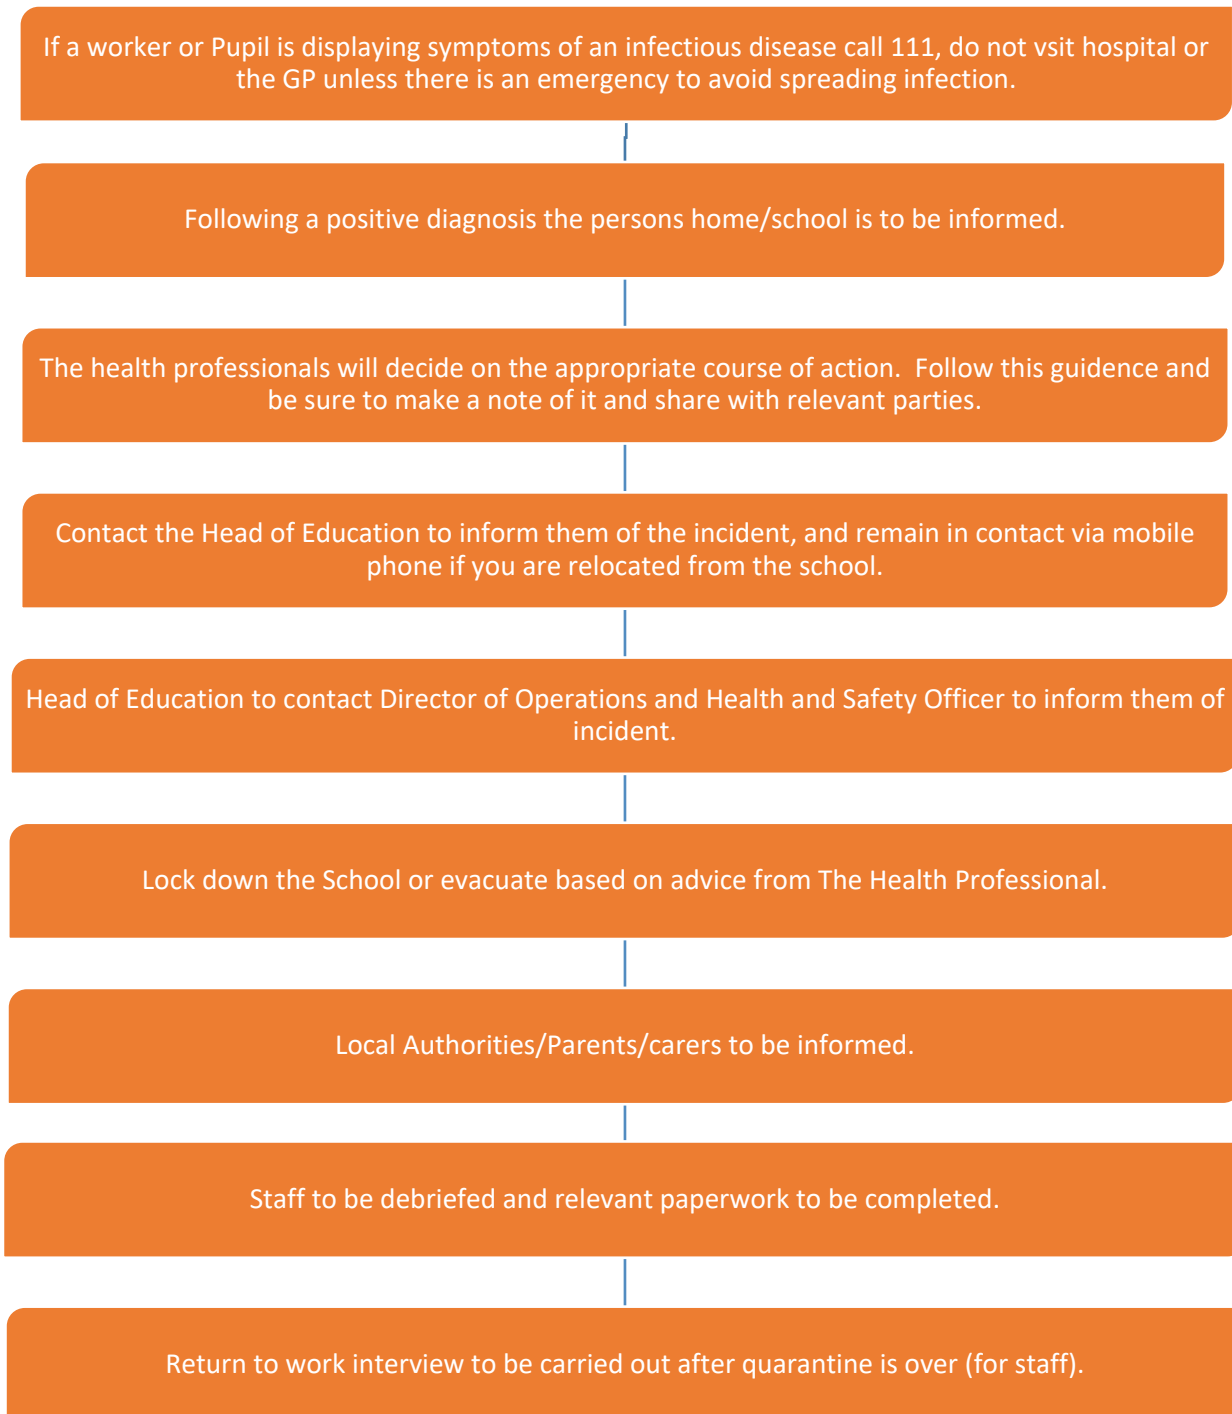 If a worker or Pupil is displaying symptoms of an infectious disease call 111, do not vsit hospital or
the GP unless there is an emergency to avoid spreading infection.
Following a positive diagnosis the persons home/school is to be informed.
The health professionals will decide on the appropriate course of action.  Follow this guidence and
be sure to make a note of it and share with relevant parties.
Contact the Head of Education to inform them of the incident, and remain in contact via mobile
phone if you are relocated from the school.
Head of Education to contact Director of Operations and Health and Safety Officer to inform them of
incident.
Lock down the School or evacuate based on advice from The Health Professional.
Local Authorities/Parents/carers to be informed.
Staff to be debriefed and relevant paperwork to be completed.
Return to work interview to be carried out after quarantine is over (for staff).